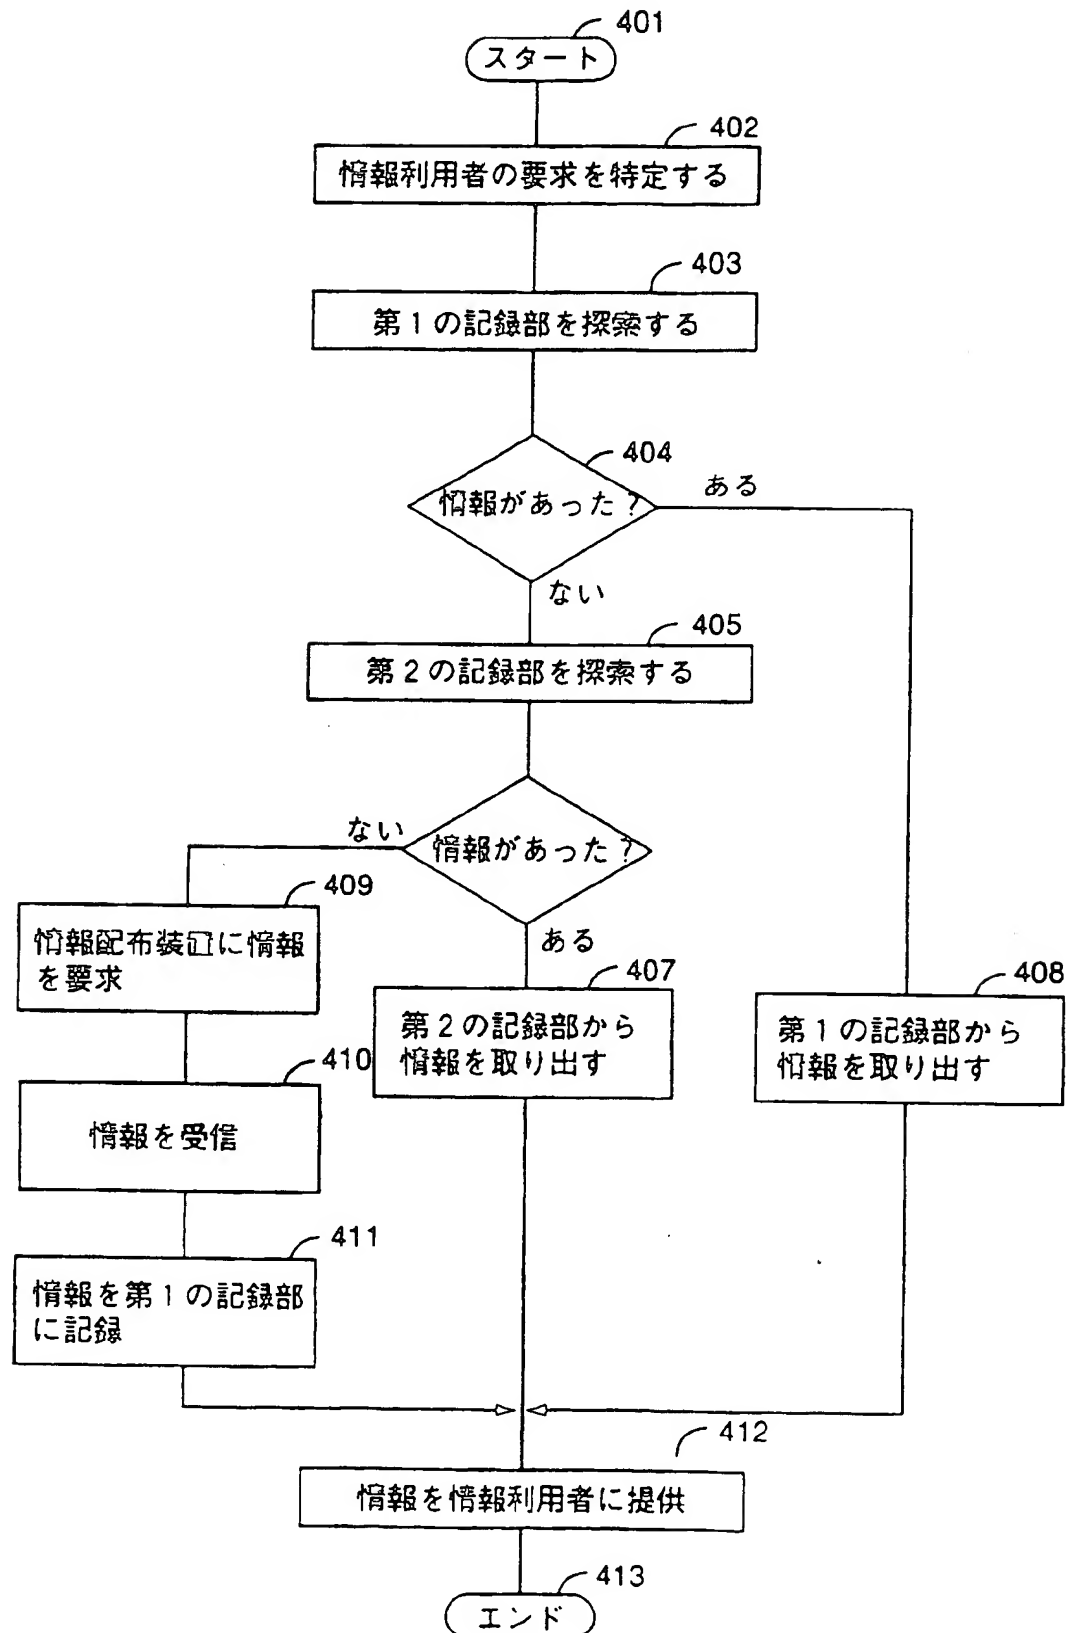 401
スタート
402
情報利用者の要求を特定する
403
第1の記録部を探索する
404
情報があった?
ある
ない
405
第2の記録部を探索する
ない
情報があった?
409
ある
情報配布装置に情報
を要求
407
408
第2の記録部から
情報を取り出す
第1の記録部から
情報を取り出す
410
情報を受信
411
情報を第1の記録部
に記録
412
情報を情報利用者に提供
413
エンド